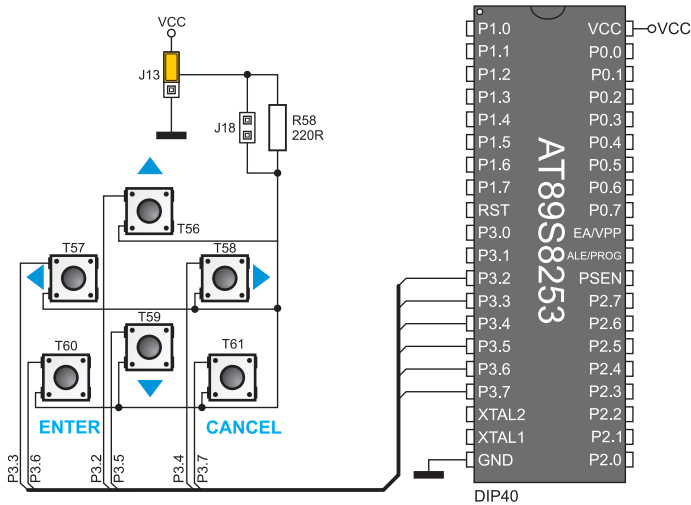 VCC
J13
J18
R58
220R
T56
T57
T58
T59
T60
T61
ENTER
CANCEL
P3.3
P3.6
P3.2
P3.5
P3.4
P3.7
P1.0
P1.1
P1.2
P1.3
P1.4
P1.5
P1.6
P1.7
RST
P3.0
P3.1
P3.2
P3.3
P3.4
P3.5
P3.6
P3.7
XTAL2
XTAL1
GND
AT89S8253
VCC
VCC
P0.0
P0.1
P0.2
P0.3
P0.4
P0.5
P0.6
P0.7
EA/VPP
ALE/PROG
PSEN
P2.7
P2.6
P2.5
P2.4
P2.3
P2.2
P2.1
P2.0
DIP40